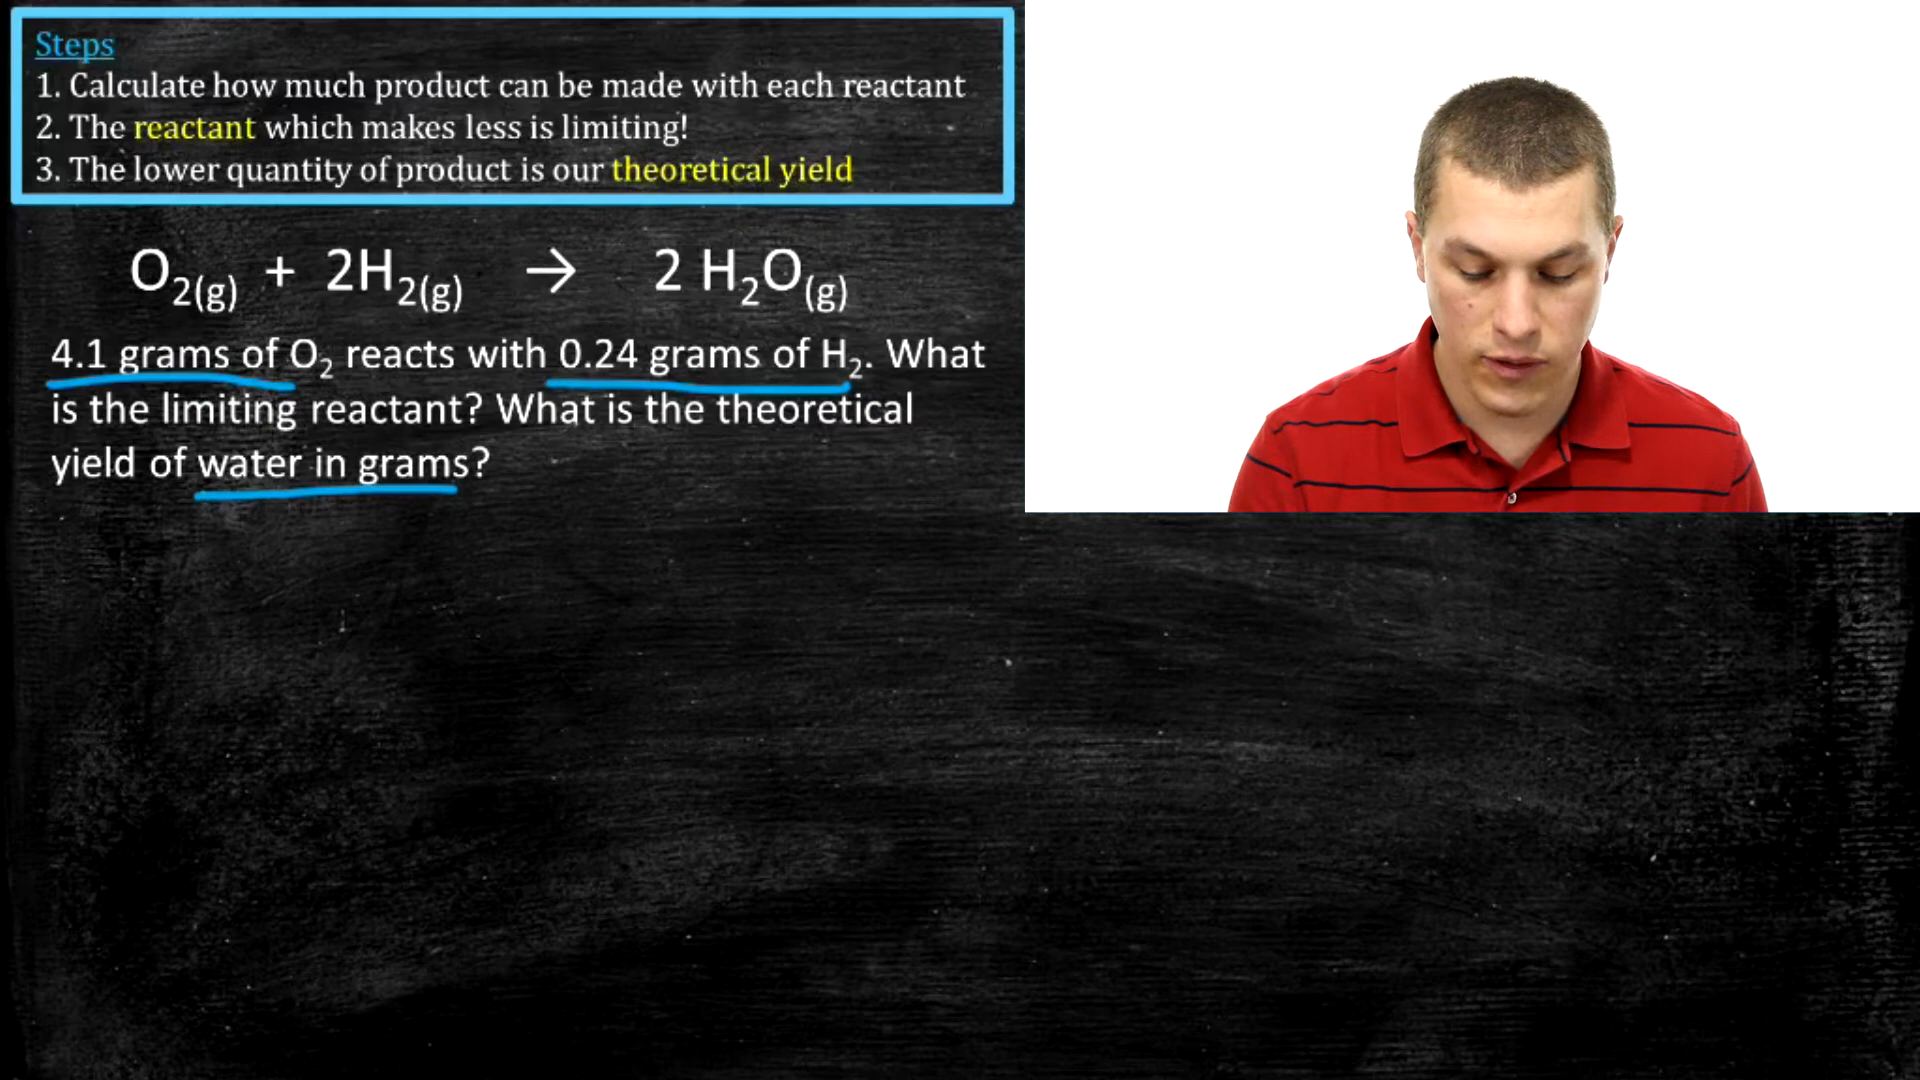 Steps
1. Calculate how much product can be made with each reactant
2. The reactant which makes less is limiting!
3. The lower quantity of product is our theoretical yield
O₂(g) + 2H₂(g) → 2 H₂O(g)
4.1 grams of O₂ reacts with 0.24 grams of H₂. What
is the limiting reactant? What is the theoretical
yield of water in grams?